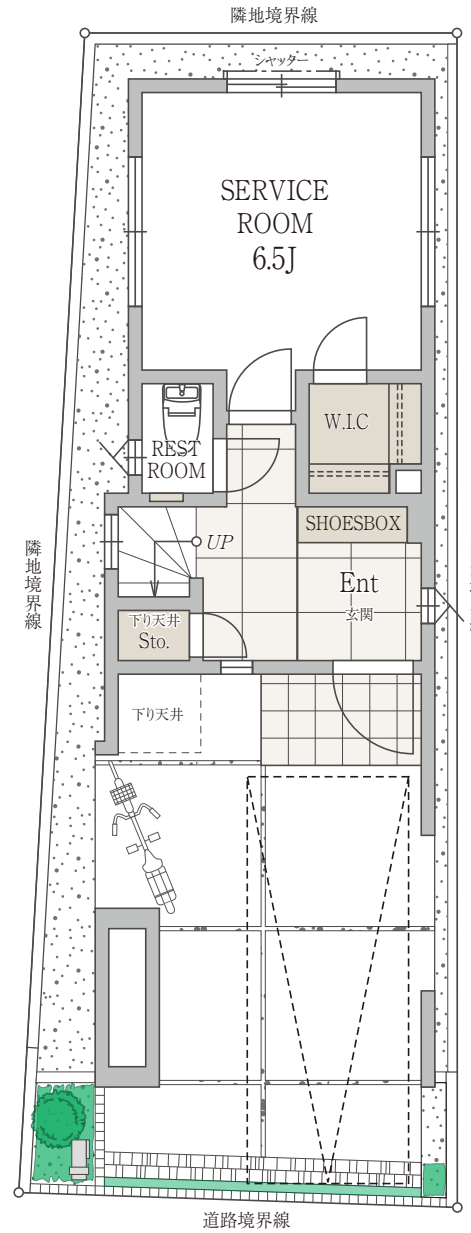 隣地境界線
シャッター
SERVICE
ROOM
6.5J
W.I.C
REST
ROOM
SHOESBOX
UP
Ent
玄関
隣地境界線
下り天井
Sto.
下り天井
道路境界線